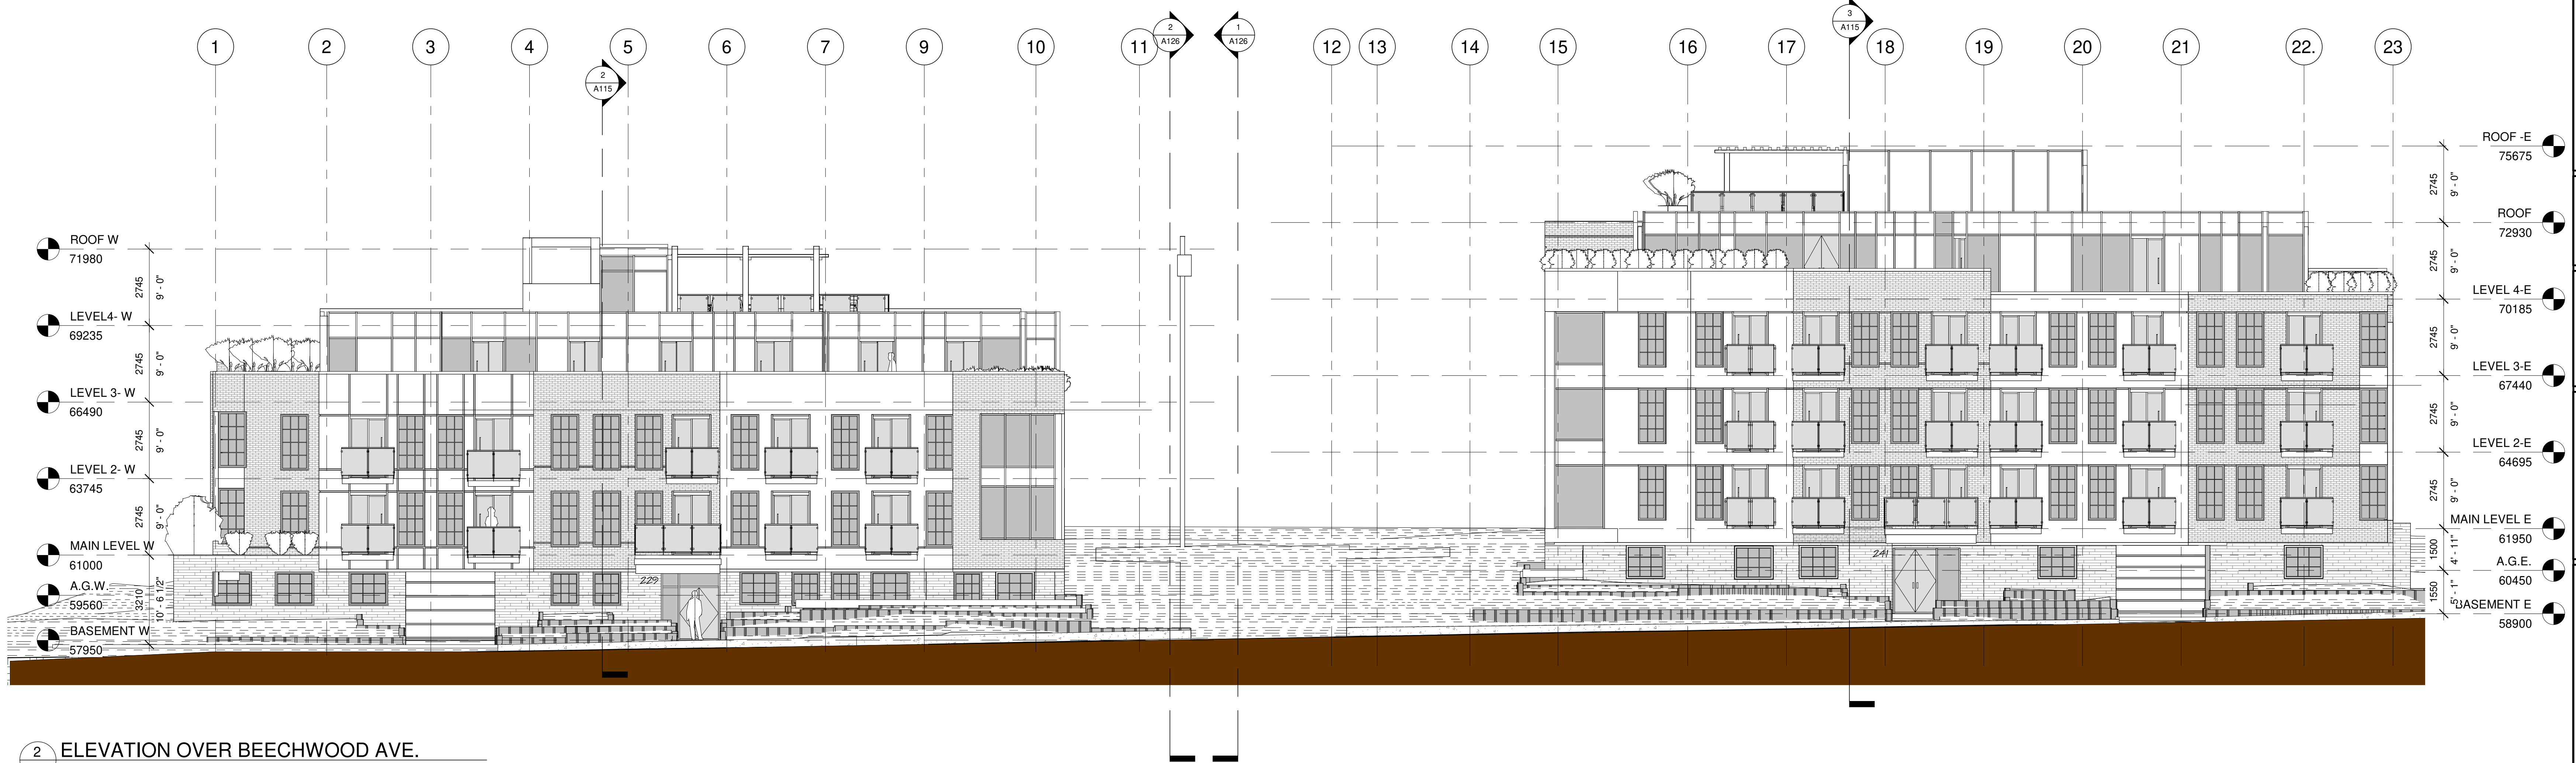 1 2 3 4 5 6 7 9 10 11 12 13 14 15 16 17 18 19 20 21 22. 23
2
A126
1
A126
3
A115
2
A115
ROOF W
71980
2745
9' - 0"
LEVEL4- W
69235
2745
9' - 0"
LEVEL 3- W
66490
2745
9' - 0"
LEVEL 2- W
63745
2745
9' - 0"
MAIN LEVEL W
61000
A.G.W.
59560
3210
10' - 6 1/2"
BASEMENT W
57950
229
241
ROOF -E
75675
2745
9' - 0"
ROOF
72930
2745
9' - 0"
LEVEL 4-E
70185
2745
9' - 0"
LEVEL 3-E
67440
2745
9' - 0"
LEVEL 2-E
64695
2745
9' - 0"
MAIN LEVEL E
61950
1500
4' - 11"
A.G.E.
60450
1550
5' - 1"
BASEMENT E
58900
2 ELEVATION OVER BEECHWOOD AVE.